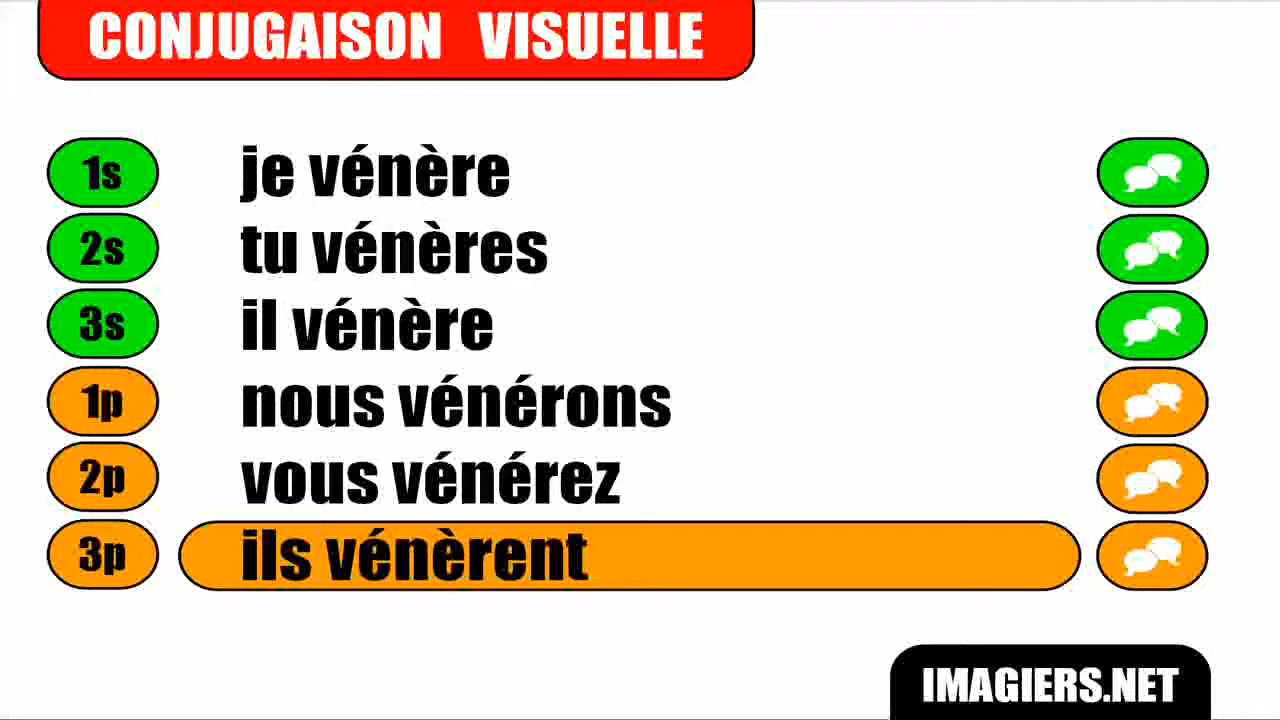 CONJUGAISON VISUELLE
1s je vénère
2s tu vénères
3s il vénère
1p nous vénérons
2p vous vénérez
3p ils vénèrent
IMAGIERS.NET